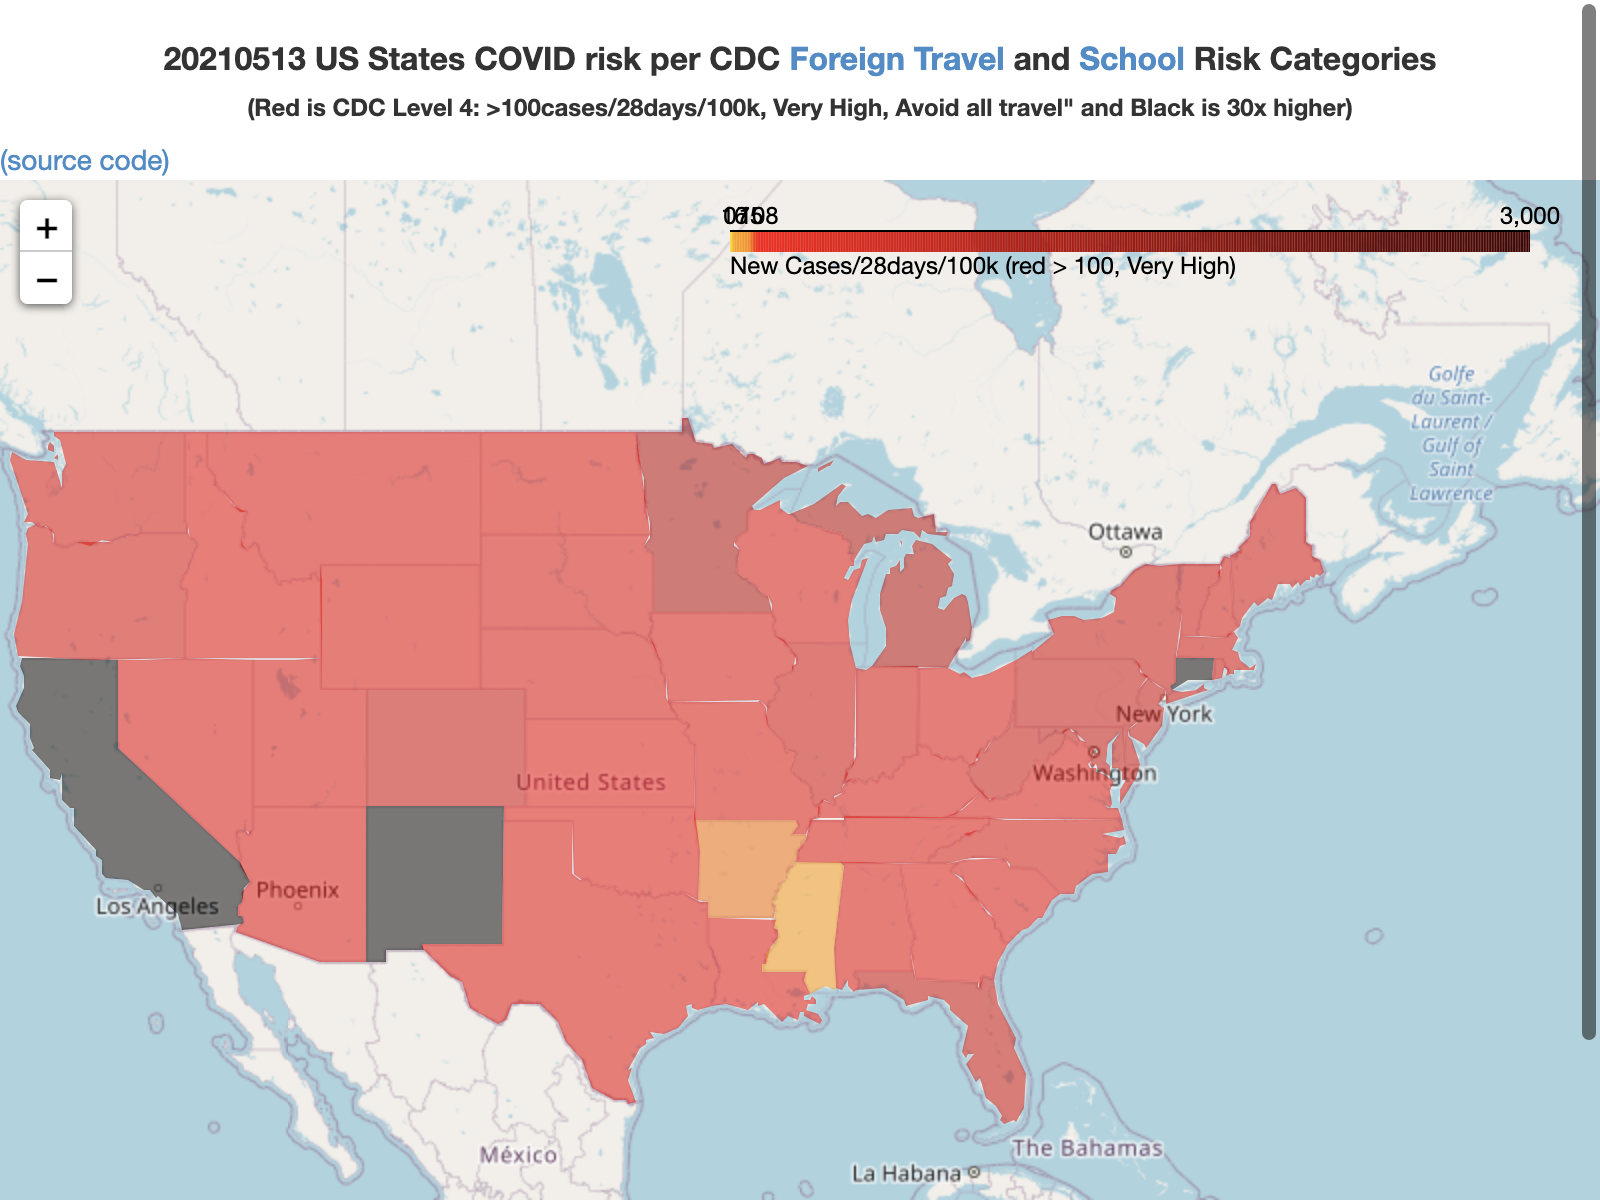 20210513 US States COVID risk per CDC Foreign Travel and School Risk Categories
(Red is CDC Level 4: >100cases/28days/100k, Very High, Avoid all travel" and Black is 30x higher)
(source code)
+
−
3,000
New Cases/28days/100k (red > 100, Very High)
Golfe
du Saint-
Laurent /
Gulf of
Saint
Lawrence
Ottawa
New York
Washington
United States
Phoenix
Los Angeles
México
The Bahamas
La Habana